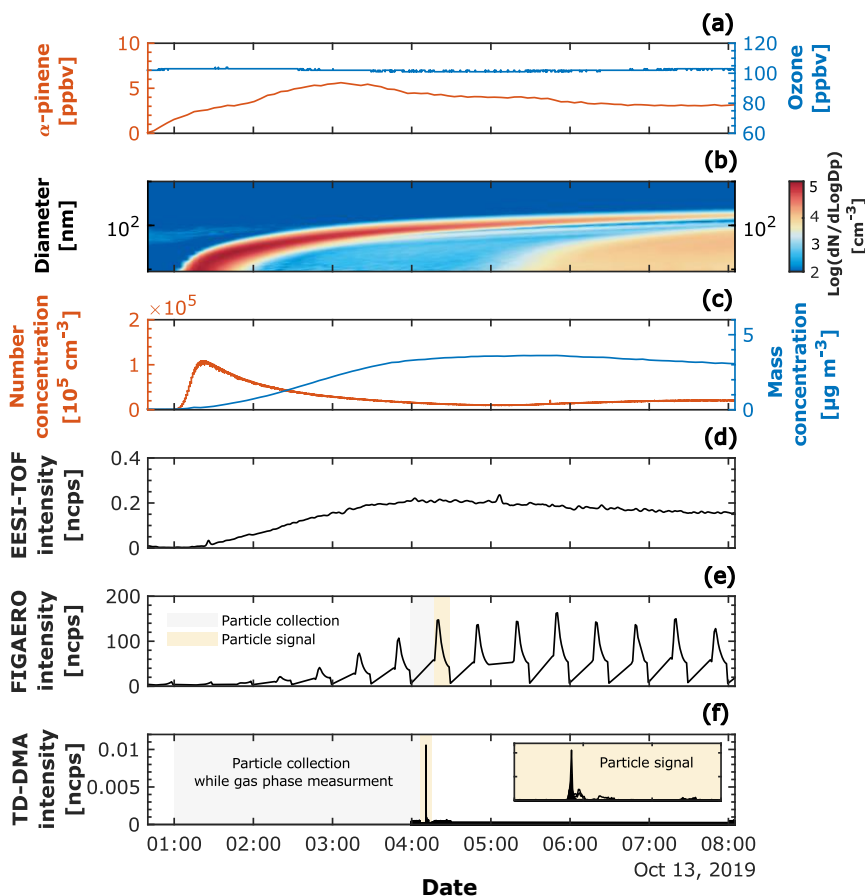 (a)
10
5
0
α-pinene
[ppbv]
120
100
80
60
Ozone
[ppbv]
(b)
10²
Diameter
[nm]
10²
5
4
3
2
Log(dN/dLogDp)
[cm⁻³]
(c)
×10⁵
2
1
0
Number
concentration
[10⁵ cm⁻³]
5
0
Mass
concentration
[µg m⁻³]
(d)
0.4
0.2
0
EESI-TOF
intensity
[ncps]
(e)
200
100
0
FIGAERO
intensity
[ncps]
Particle collection
Particle signal
(f)
0.01
0.005
0
TD-DMA
intensity
[ncps]
Particle collection
while gas phase measurment
Particle signal
01:00 02:00 03:00 04:00 05:00 06:00 07:00 08:00
Oct 13, 2019
Date